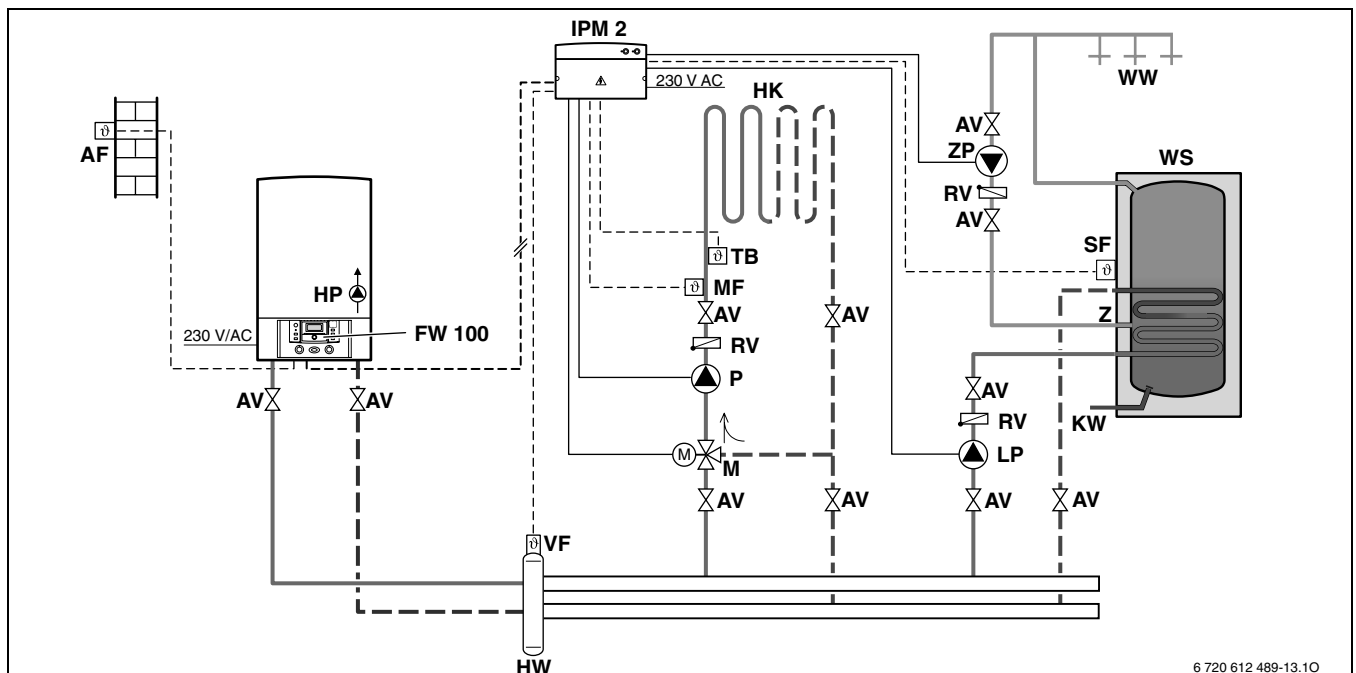 IPM 2
230 V AC
HK
WW
AF
ϑ
AV
ZP
RV
AV
WS
SF
ϑ
ϑ TB
ϑ MF
HP
FW 100
230 V/AC
AV
AV
Z
RV
P
AV
AV
AV
RV
KW
M
M
LP
AV
AV
AV
AV
ϑ VF
HW
6 720 612 489-13.1O